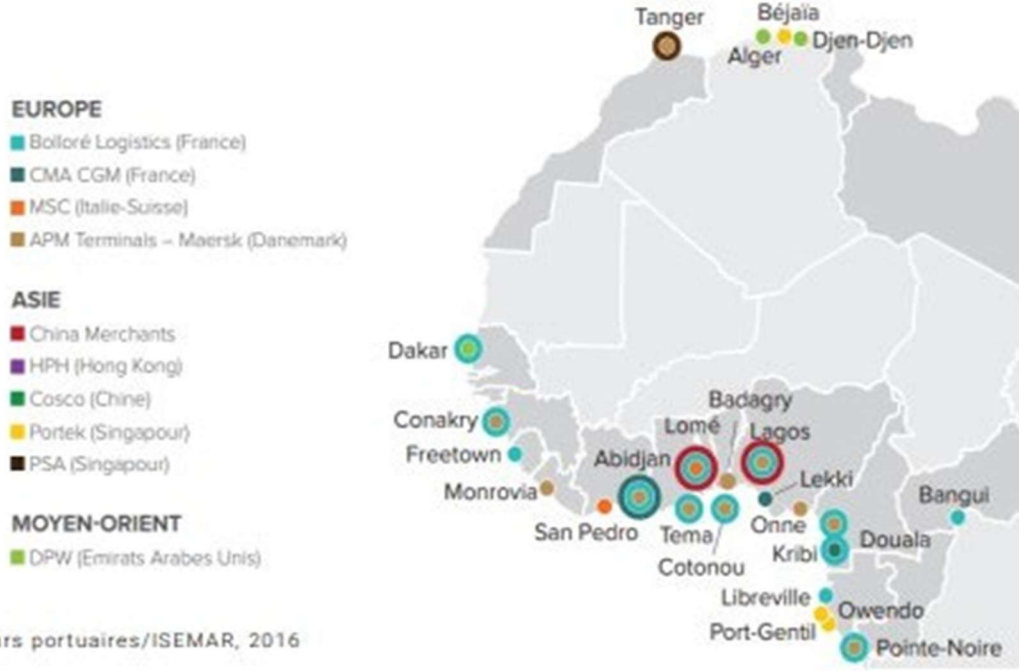 EUROPE
Bolloré Logistics (France)
CMA CGM (France)
MSC (Italie-Suisse)
APM Terminals – Maersk (Danemark)
ASIE
China Merchants
HPH (Hong Kong)
Cosco (Chine)
Portek (Singapour)
PSA (Singapour)
MOYEN-ORIENT
DPW (Emirats Arabes Unis)
rs portuaires/ISEMAR, 2016
Tanger
Béjaïa
Alger
Djen-Djen
Dakar
Conakry
Freetown
Monrovia
San Pedro
Abidjan
Lomé
Badagry
Lagos
Tema
Cotonou
Lekki
Onne
Bangui
Douala
Kribi
Libreville
Owendo
Port-Gentil
Pointe-Noire